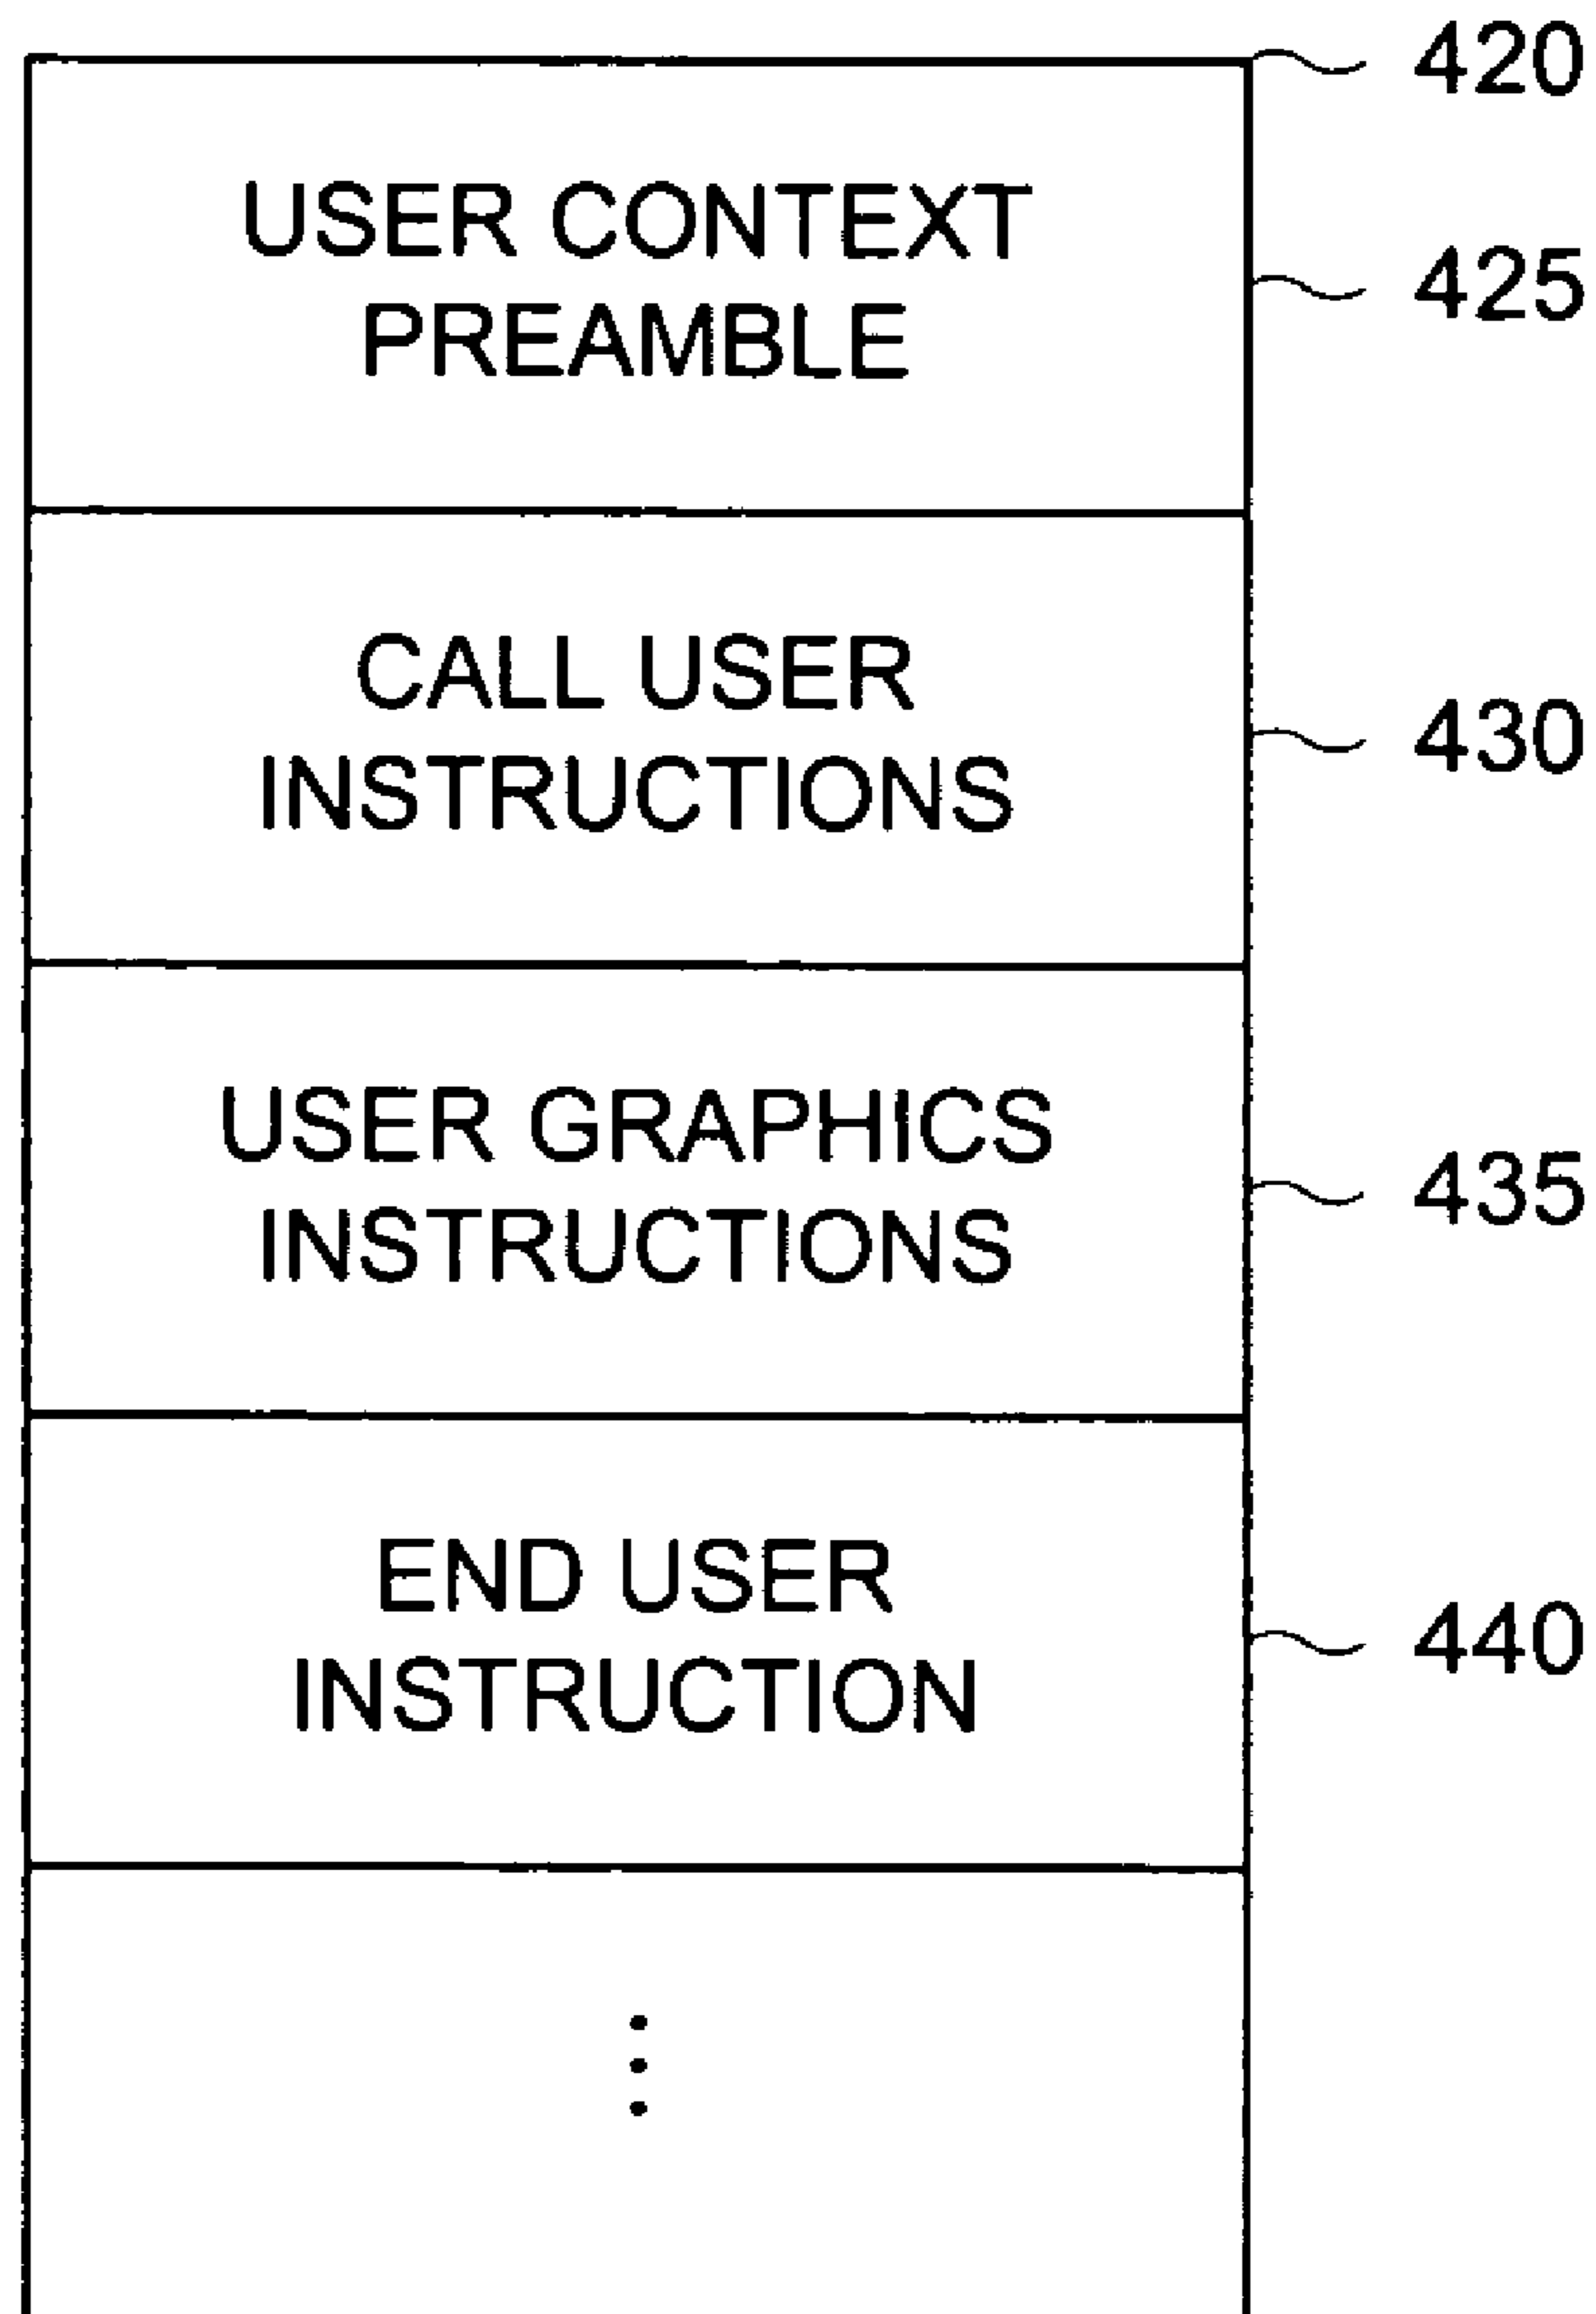 420
USER CONTEXT
PREAMBLE
425
CALL USER
INSTRUCTIONS
430
USER GRAPHICS
INSTRUCTIONS
435
END USER
INSTRUCTION
440